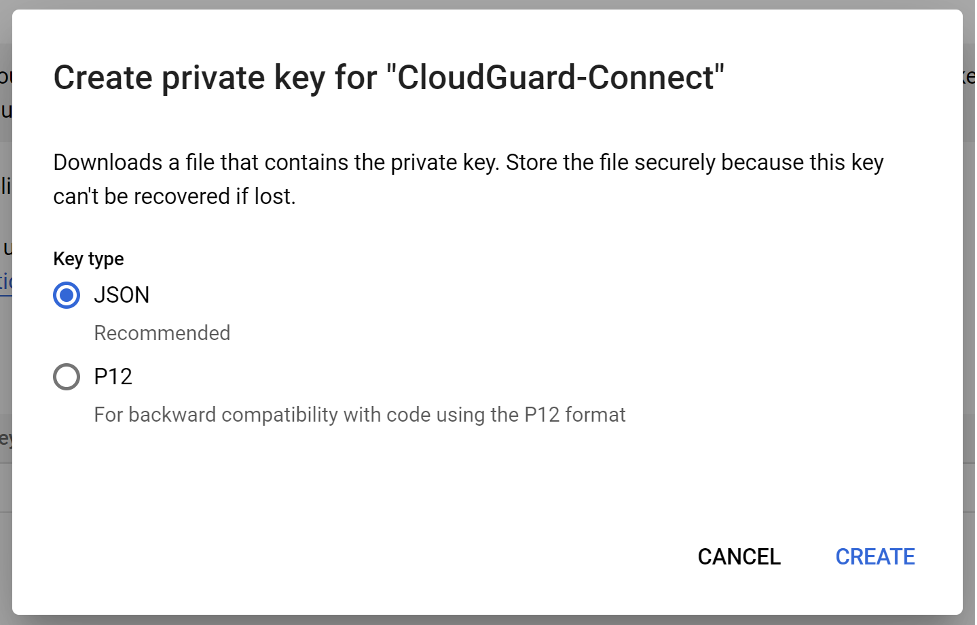 Create private key for "CloudGuard-Connect"
Downloads a file that contains the private key. Store the file securely because this key
can't be recovered if lost.
Key type
JSON
Recommended
P12
For backward compatibility with code using the P12 format
CANCEL
CREATE